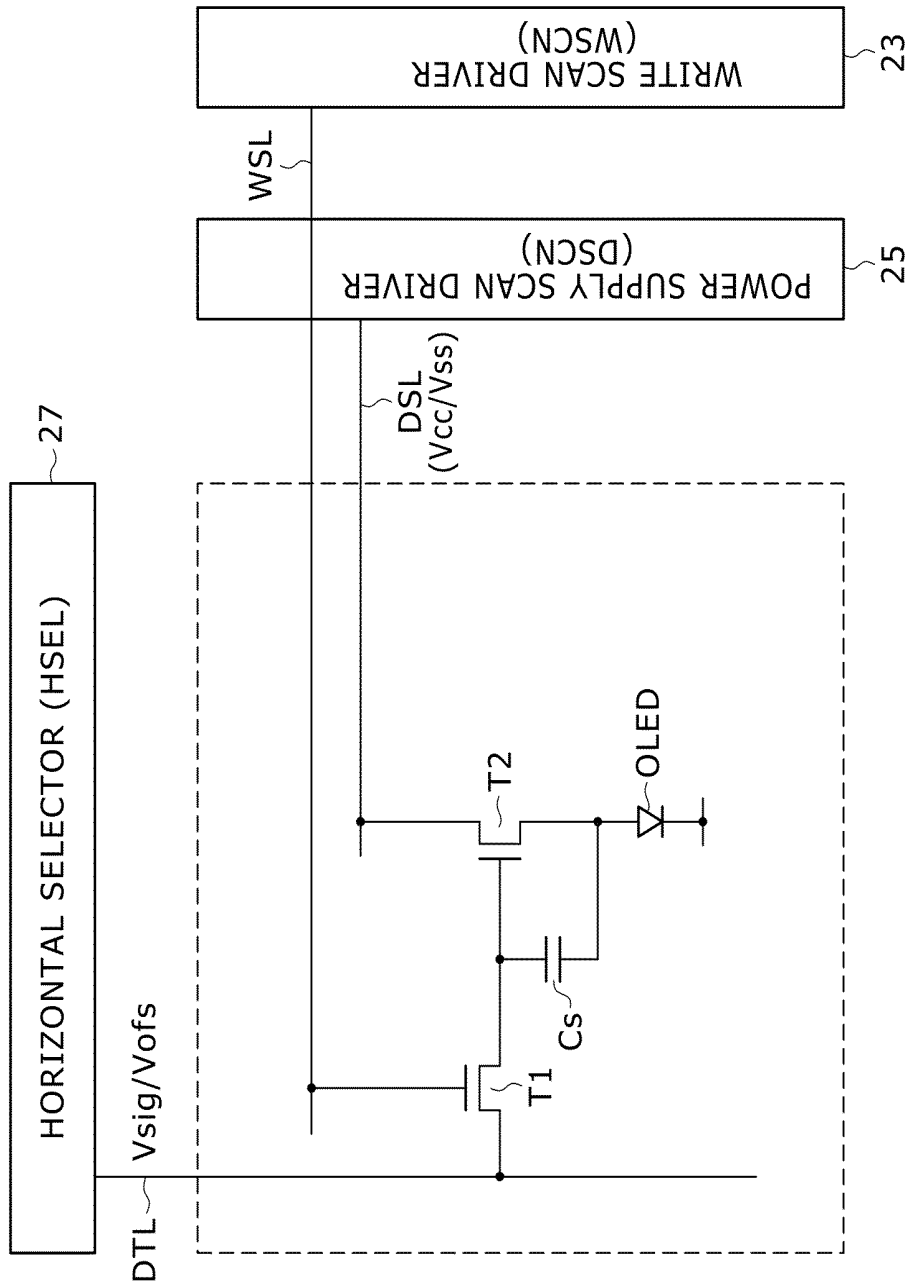 HORIZONTAL SELECTOR (HSEL)
27
DTL
Vsig/Vofs
WSL
DSL
(Vcc/Vss)
T1
Cs
T2
OLED
POWER SUPPLY SCAN DRIVER
(DSCN)
25
WRITE SCAN DRIVER
(WSCN)
23